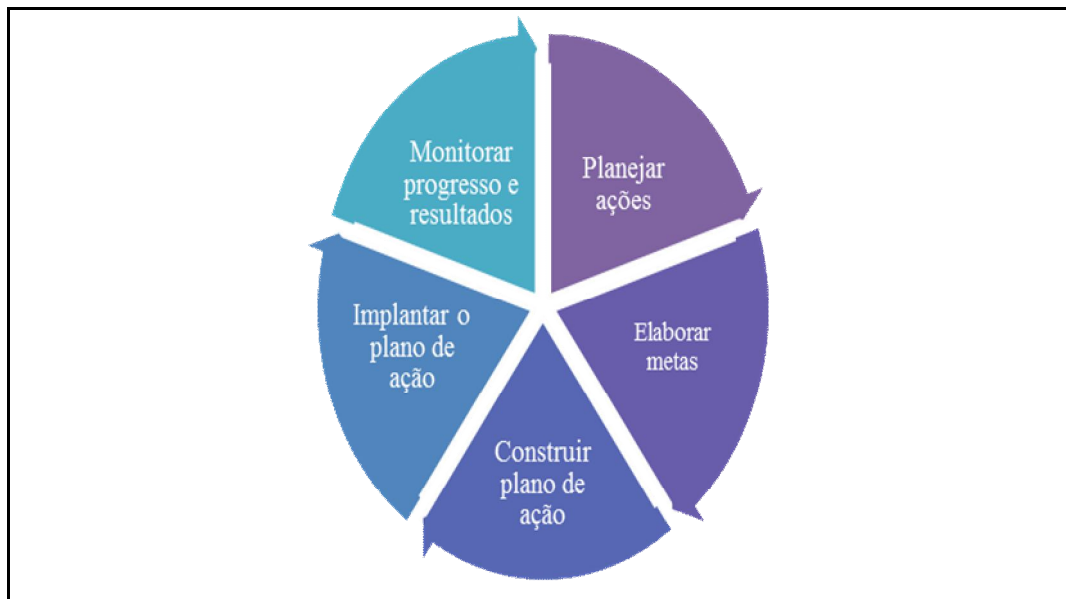 Planejar
ações
Elaborar
metas
Construir
plano de
ação
Implantar o
plano de
ação
Monitorar
progresso e
resultados